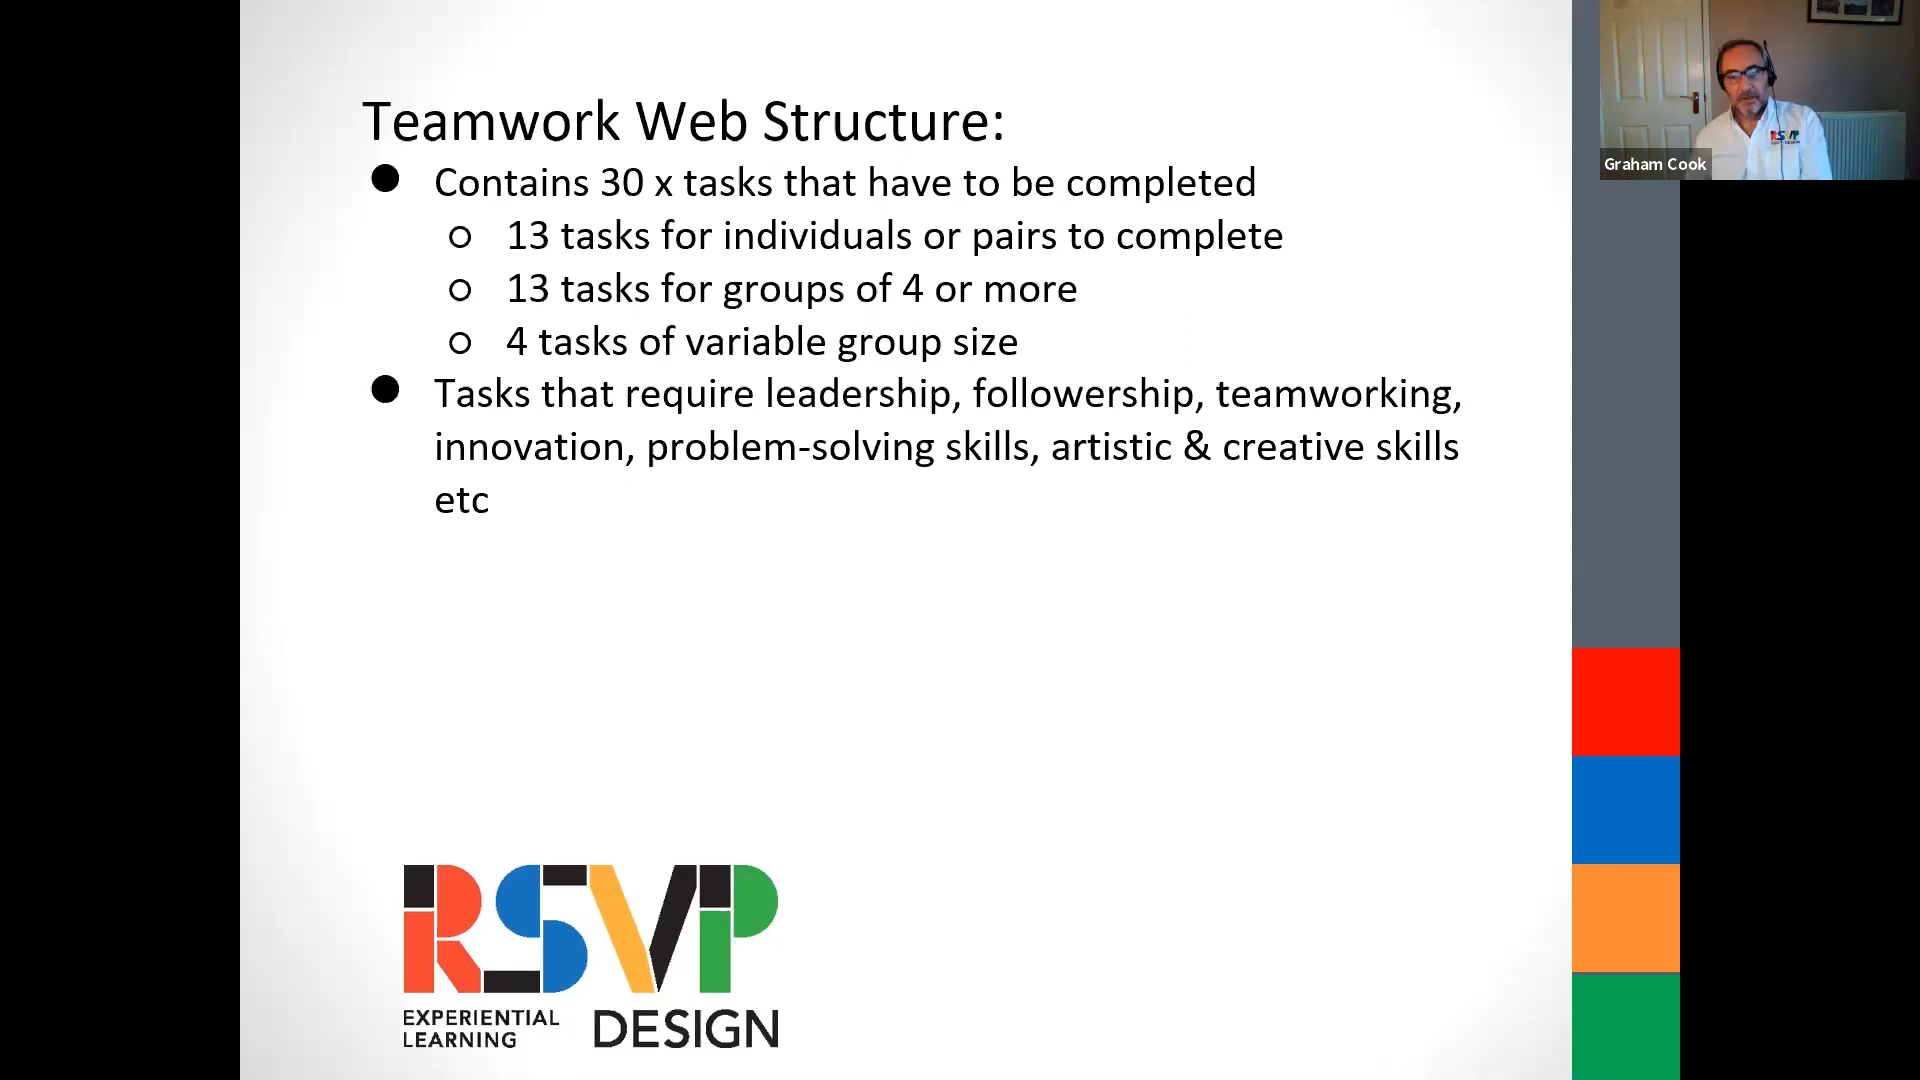 Teamwork Web Structure:
● Contains 30 x tasks that have to be completed
○ 13 tasks for individuals or pairs to complete
○ 13 tasks for groups of 4 or more
○ 4 tasks of variable group size
● Tasks that require leadership, followership, teamworking,
innovation, problem-solving skills, artistic & creative skills
etc
RSVP
DESIGN
Graham Cook
RSVP
EXPERIENTIAL
LEARNING
DESIGN